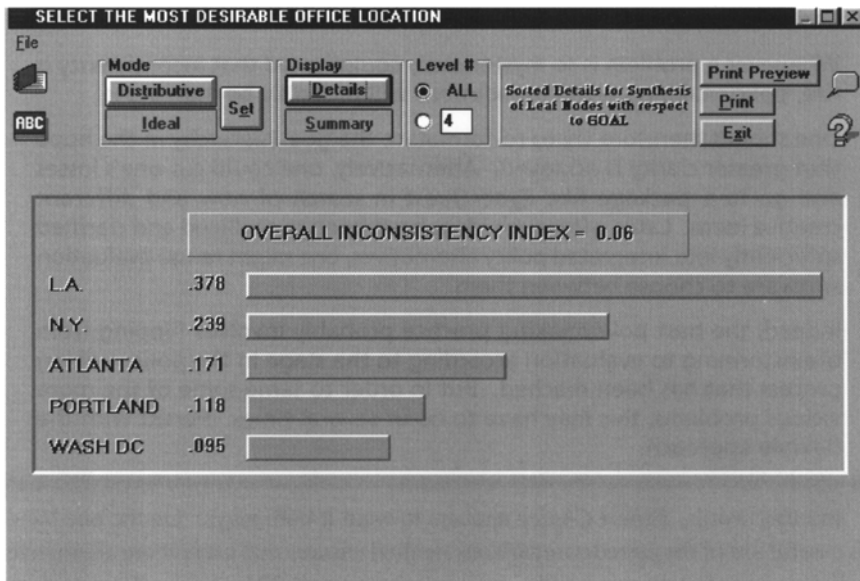 SELECT THE MOST DESIRABLE OFFICE LOCATION
File
Mode
Distributive
Ideal
Set
Display
Details
Summary
Level #
ALL
4
Sorted Details for Synthesis
of Leaf Nodes with respect
to GOAL
Print Preview
Print
Exit
ABC
OVERALL INCONSISTENCY INDEX = 0.06
L.A. .378
N.Y. .239
ATLANTA .171
PORTLAND .118
WASH DC .095